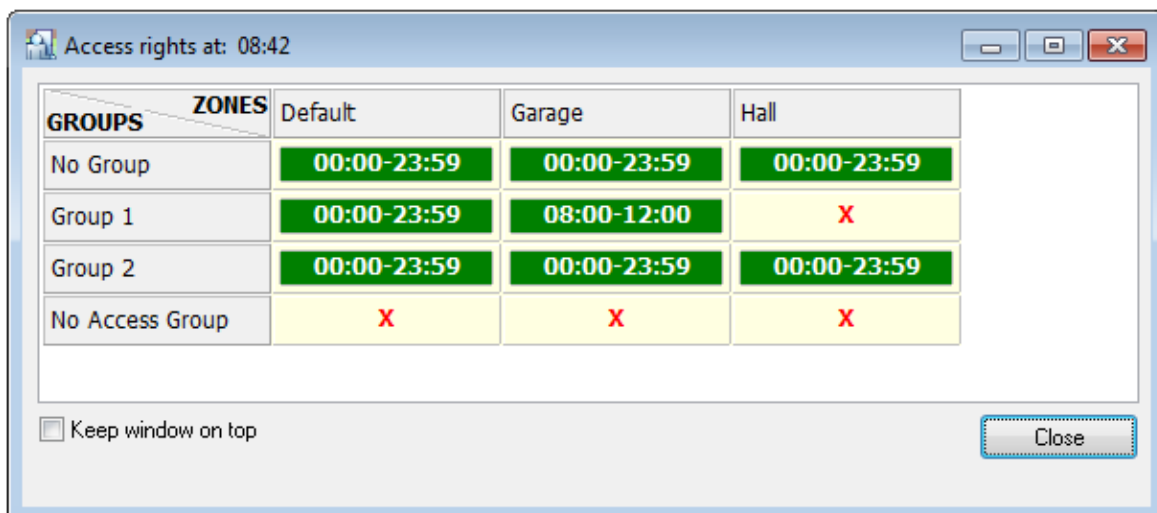 Access rights at: 08:42
ZONES
GROUPS Default Garage Hall
No Group 00:00-23:59 00:00-23:59 00:00-23:59
Group 1 00:00-23:59 08:00-12:00 X
Group 2 00:00-23:59 00:00-23:59 00:00-23:59
No Access Group X X X
Keep window on top
Close